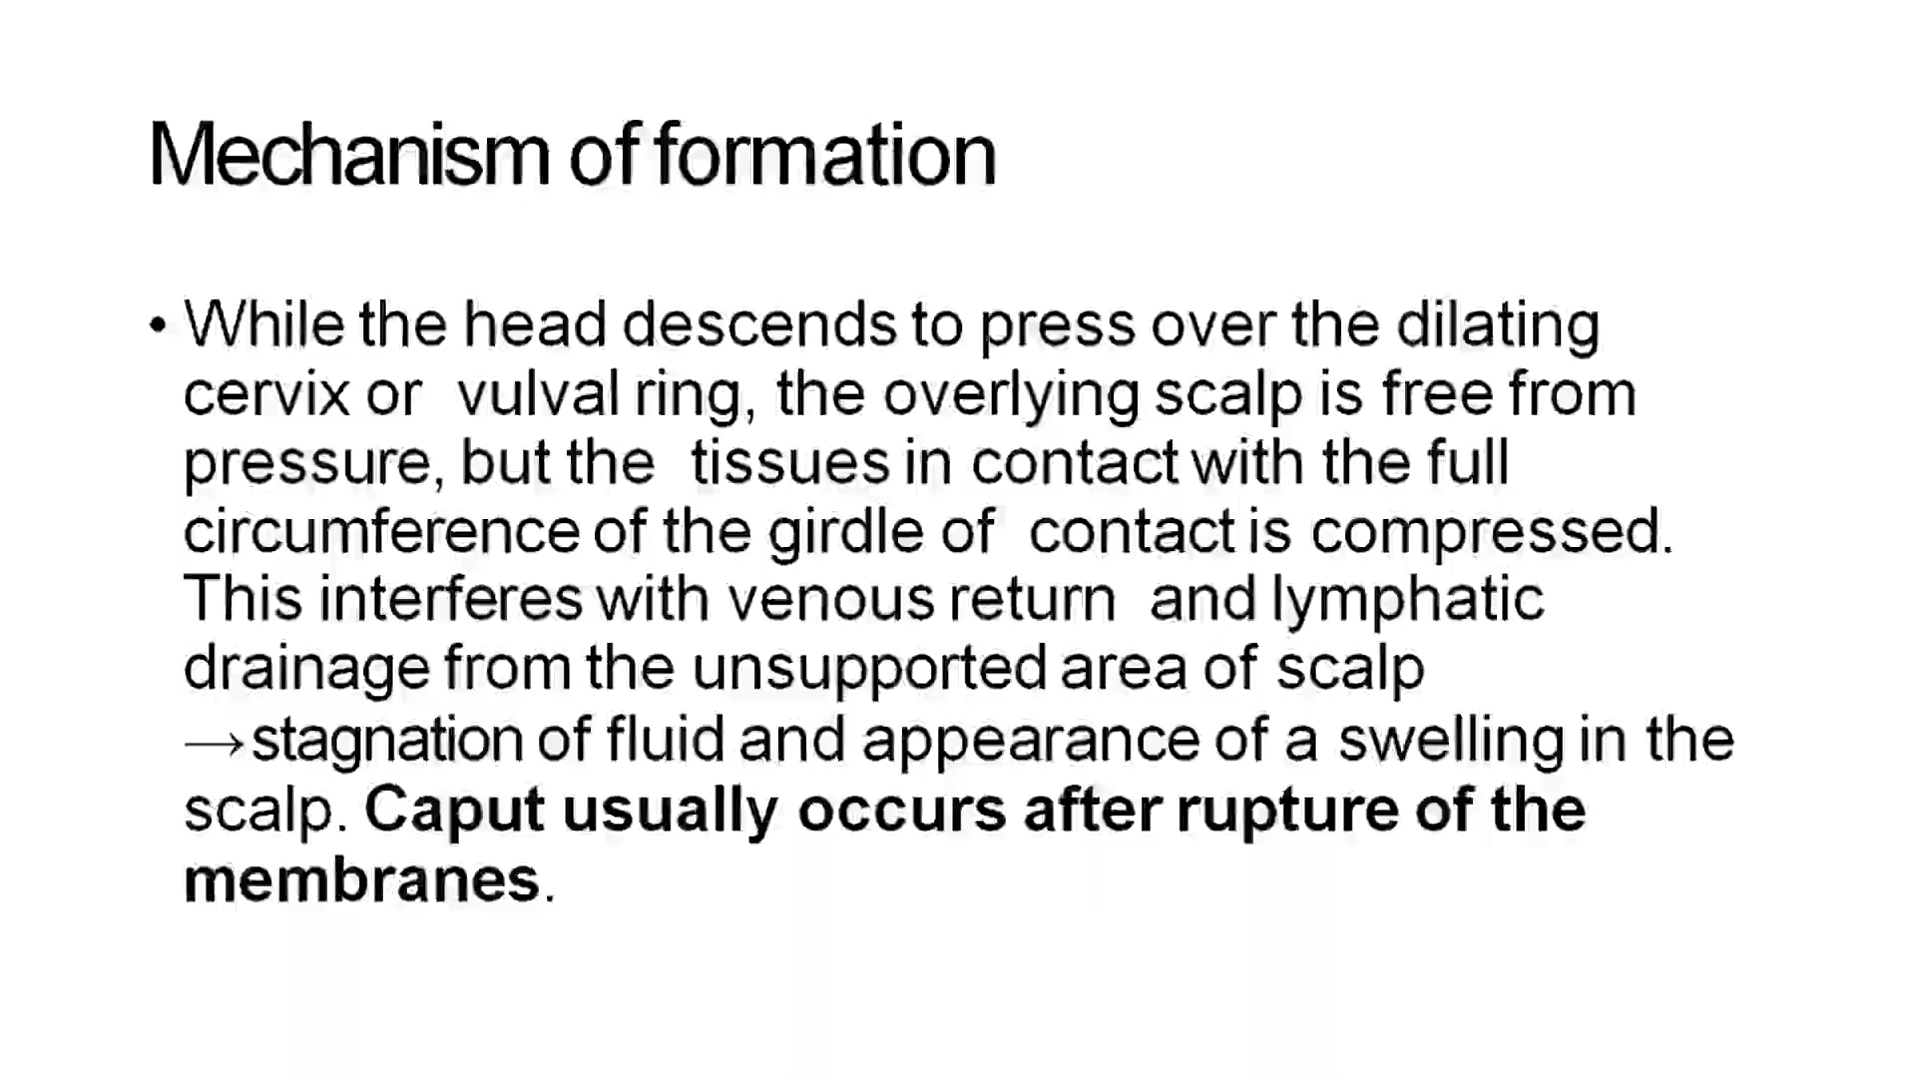 Mechanism of formation
• While the head descends to press over the dilating
cervix or vulval ring, the overlying scalp is free from
pressure, but the tissues in contact with the full
circumference of the girdle of contact is compressed.
This interferes with venous return and lymphatic
drainage from the unsupported area of scalp
→stagnation of fluid and appearance of a swelling in the
scalp. Caput usually occurs after rupture of the
membranes.